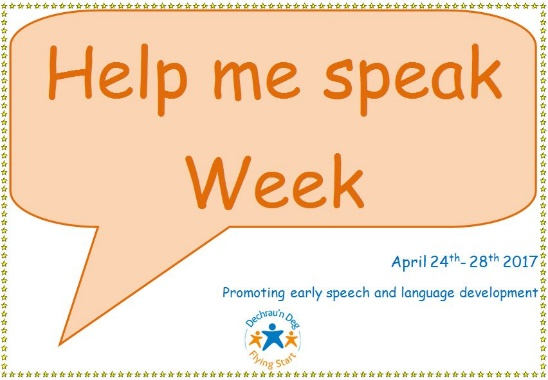 Help me speak
Week
April 24th- 28th 2017
Promoting early speech and language development
Dechrau'n Deg
Flying Start